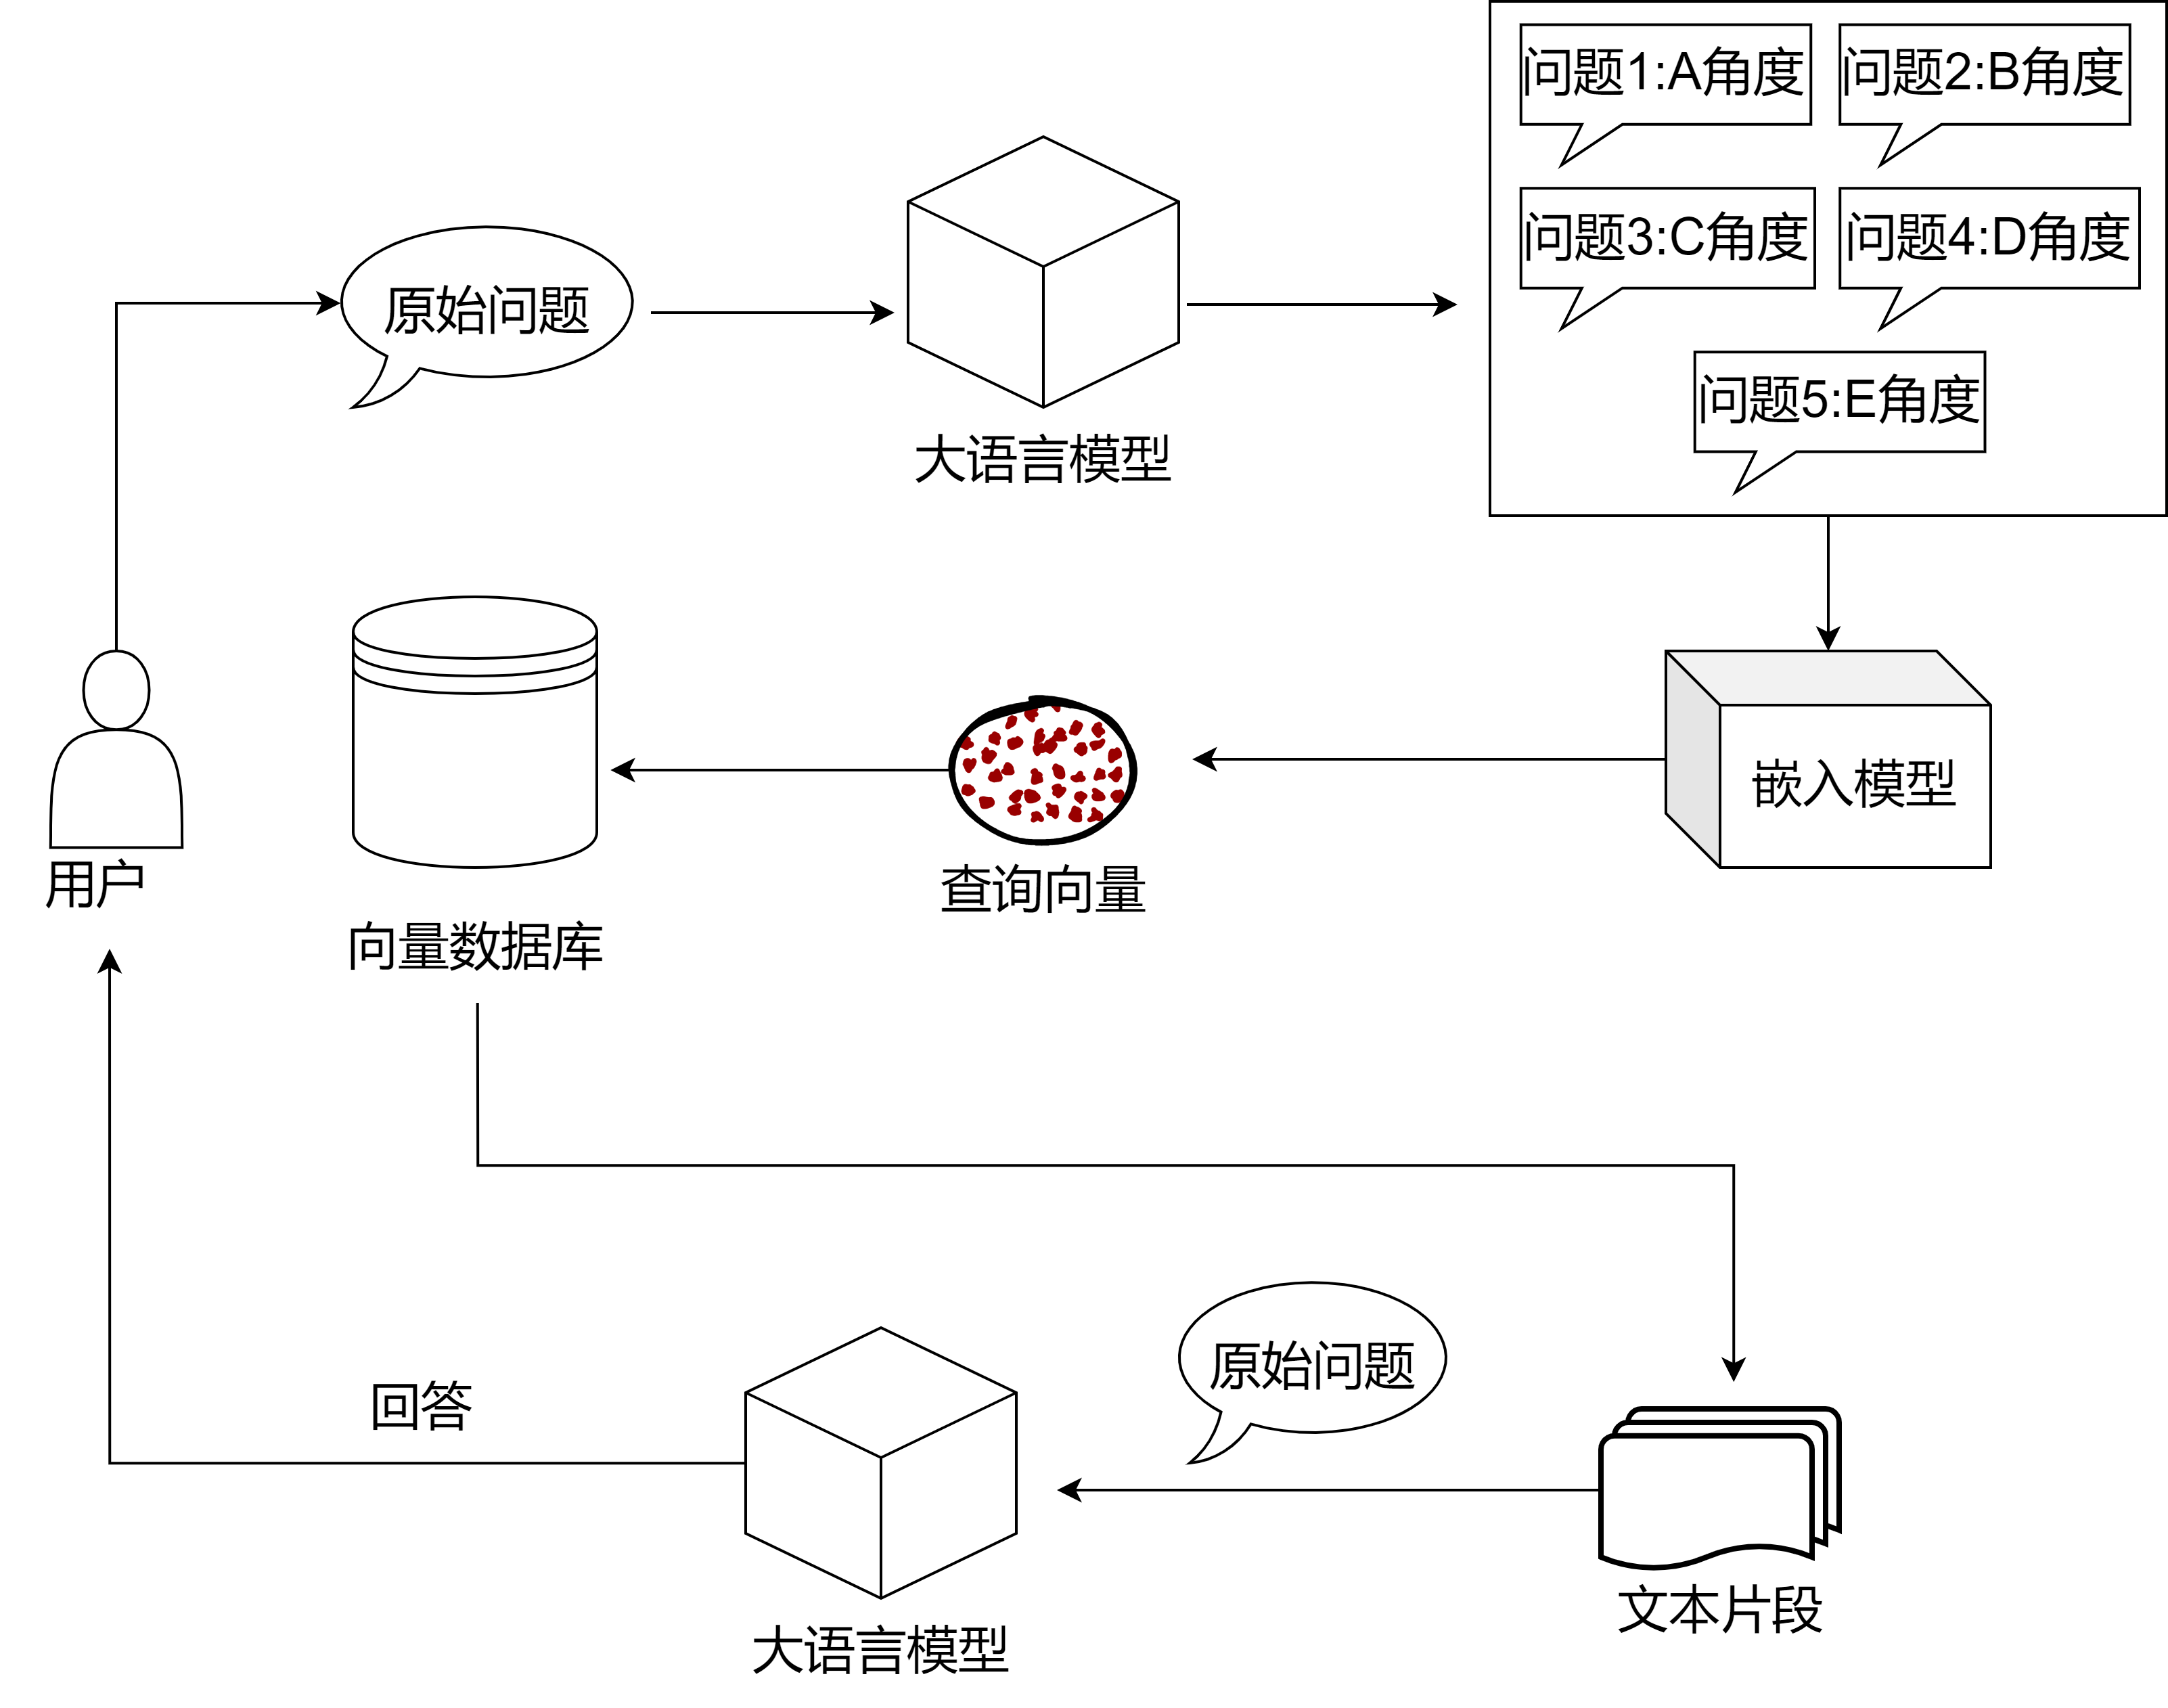 问题1:A角度
问题2:B角度
问题3:C角度
问题4:D角度
问题5:E角度
原始问题
大语言模型
嵌入模型
查询向量
向量数据库
用户
原始问题
回答
文本片段
大语言模型